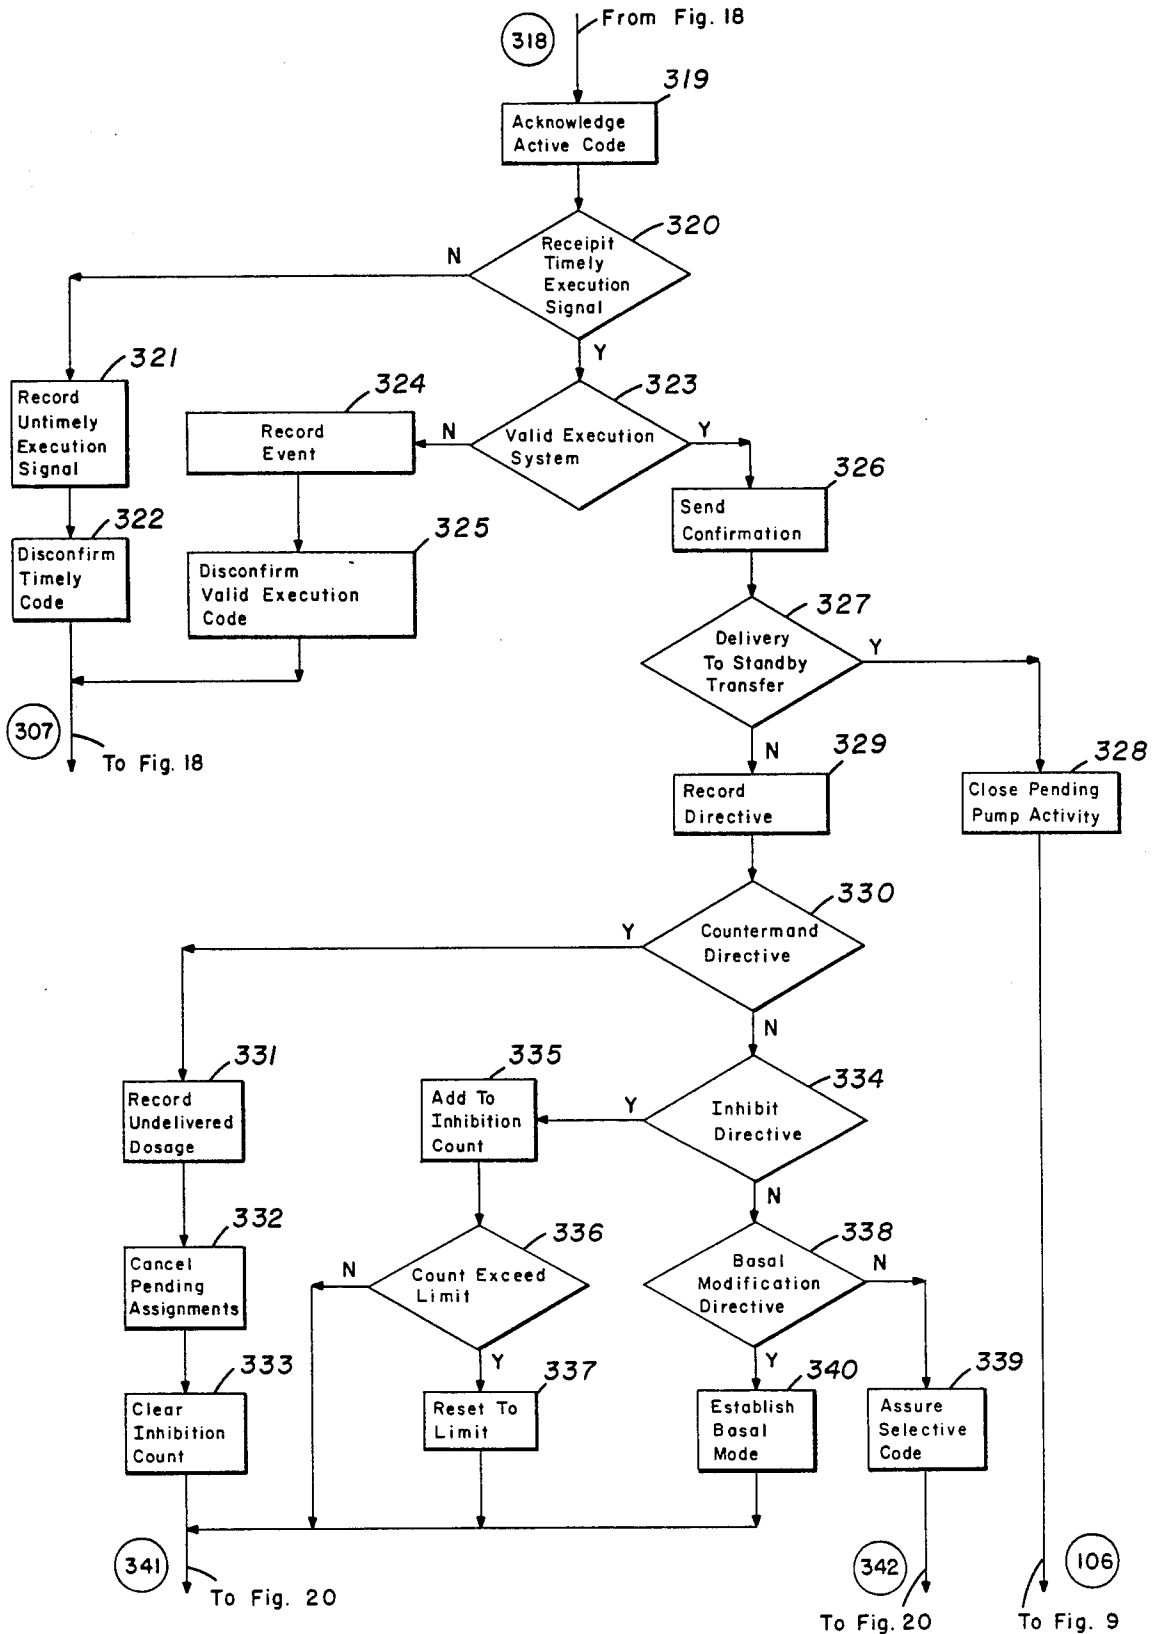 From Fig. 18
318
319
Acknowledge
Active Code
320
Receipit
Timely
Execution
Signal
N
Y
321
Record
Untimely
Execution
Signal
322
Disconfirm
Timely
Code
323
Valid Execution
System
N
Y
324
Record
Event
325
Disconfirm
Valid Execution
Code
307
To Fig. 18
326
Send
Confirmation
327
Delivery
To Standby
Transfer
Y
N
328
Close Pending
Pump Activity
329
Record
Directive
330
Countermand
Directive
Y
N
331
Record
Undelivered
Dosage
332
Cancel
Pending
Assignments
333
Clear
Inhibition
Count
334
Inhibit
Directive
Y
N
335
Add To
Inhibition
Count
336
Count Exceed
Limit
N
Y
337
Reset To
Limit
338
Basal
Modification
Directive
N
Y
339
Assure
Selective
Code
340
Establish
Basal
Mode
341
To Fig. 20
342
To Fig. 20
106
To Fig. 9